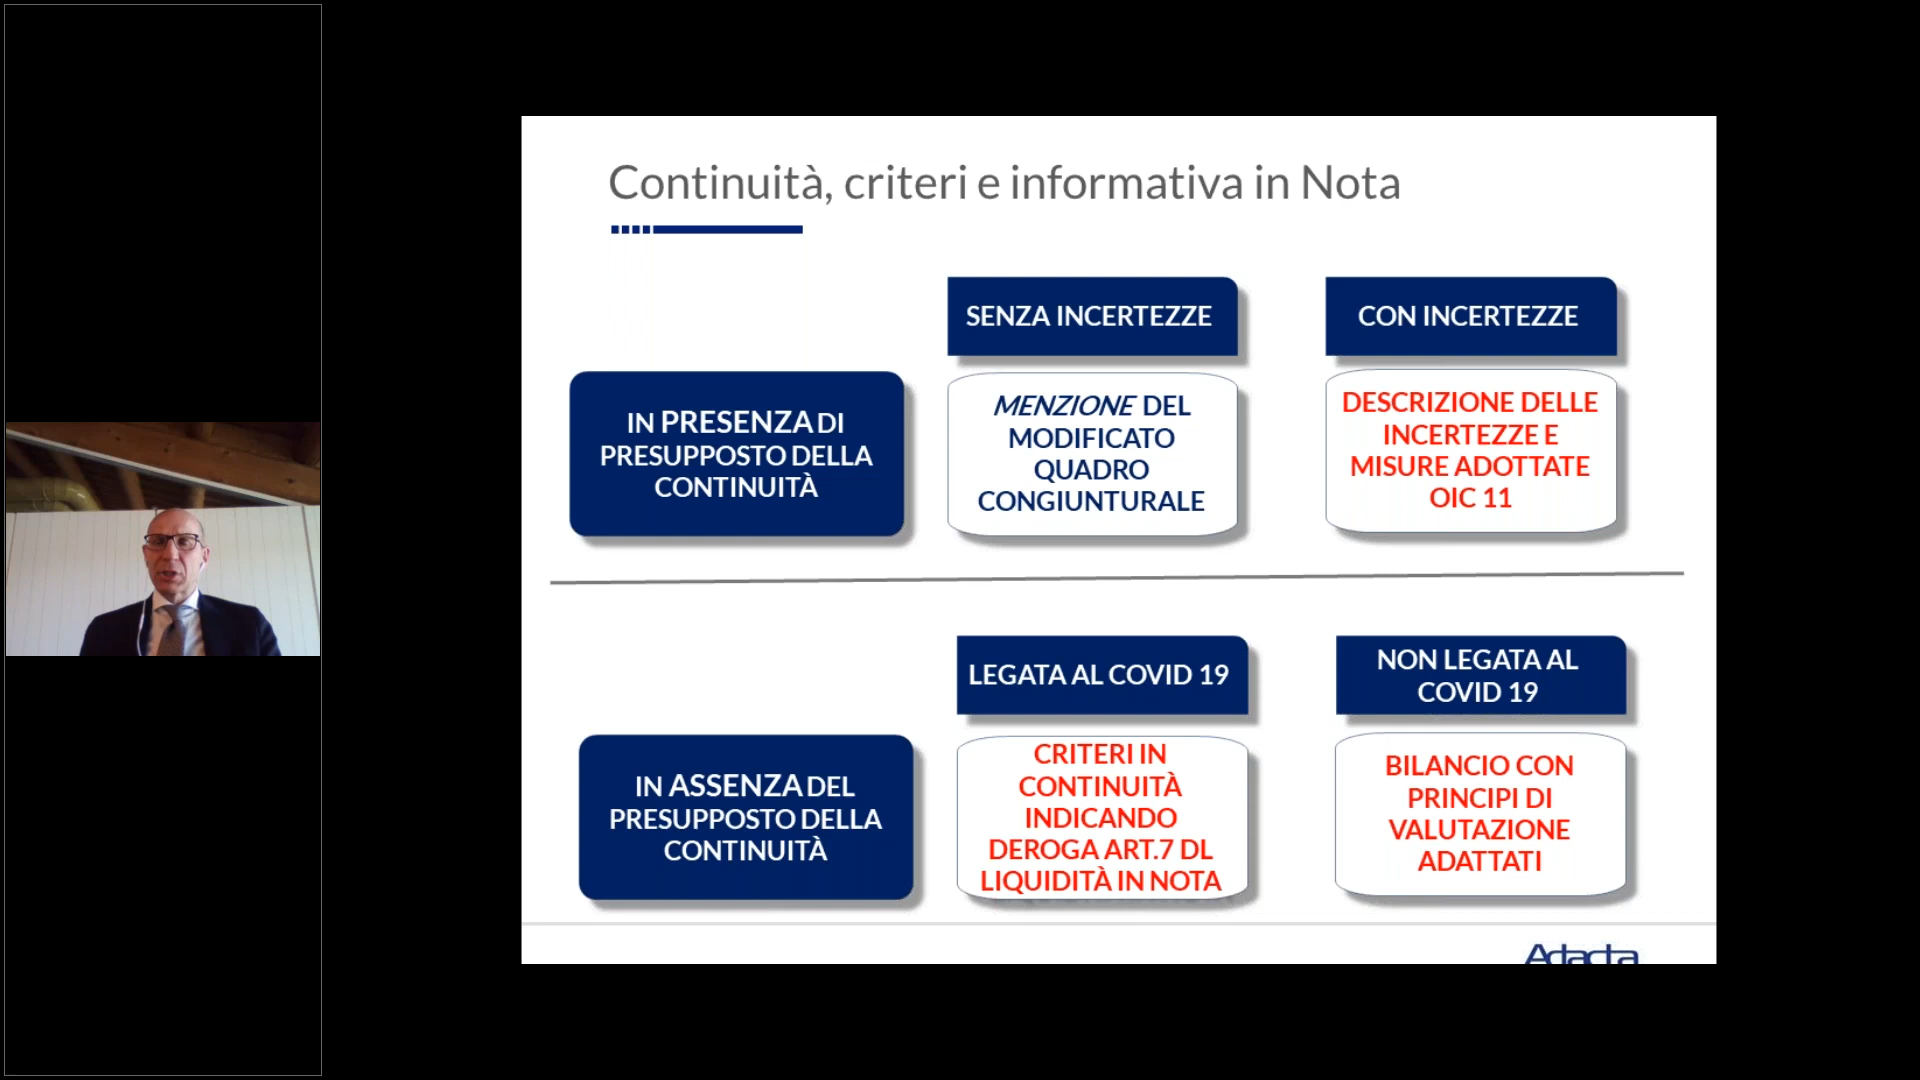 Continuità, criteri e informativa in Nota
SENZA INCERTEZZE
CON INCERTEZZE
IN PRESENZA DI
PRESUPPOSTO DELLA
CONTINUITÀ
MENZIONE DEL
MODIFICATO
QUADRO
CONGIUNTURALE
DESCRIZIONE DELLE
INCERTEZZE E
MISURE ADOTTATE
OIC 11
LEGATA AL COVID 19
NON LEGATA AL
COVID 19
IN ASSENZA DEL
PRESUPPOSTO DELLA
CONTINUITÀ
CRITERI IN
CONTINUITÀ
INDICANDO
DEROGA ART.7 DL
LIQUIDITÀ IN NOTA
BILANCIO CON
PRINCIPI DI
VALUTAZIONE
ADATTATI
Adacta